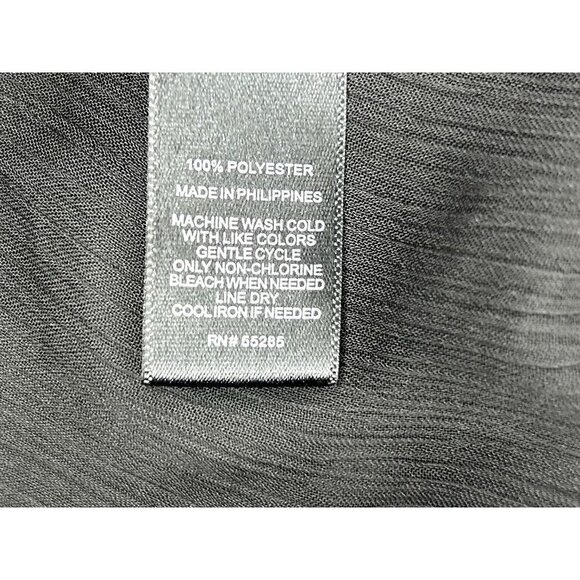 100% POLYESTER
MADE IN PHILIPPINES
MACHINE WASH COLD
WITH LIKE COLORS
GENTLE CYCLE
ONLY NON-CHLORINE
BLEACH WHEN NEEDED
LINE DRY
COOL IRON IF NEEDED
RN# 55285